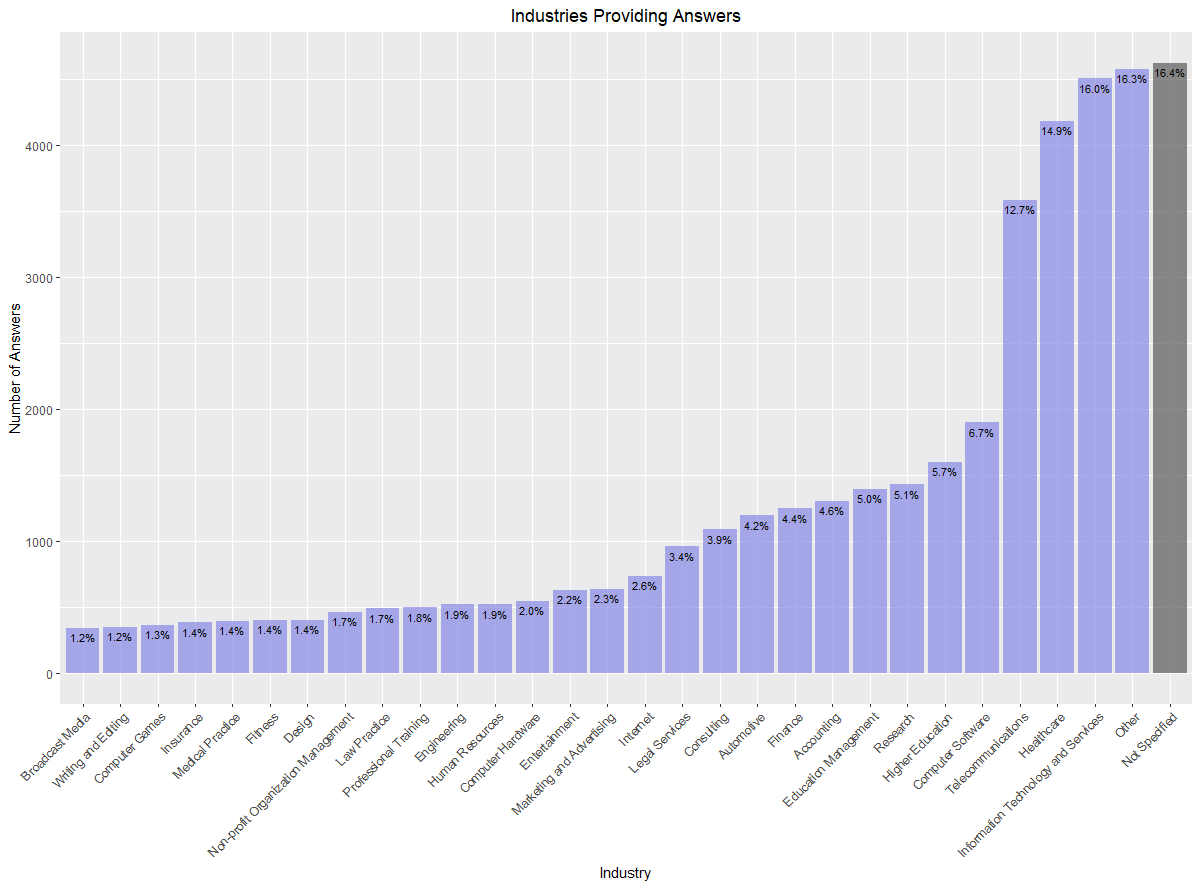 Industries Providing Answers
Number of Answers
4000
3000
2000
1000
0
1.2%
1.2%
1.3%
1.4%
1.4%
1.4%
1.4%
1.7%
1.7%
1.8%
1.9%
1.9%
2.0%
2.2%
2.3%
2.6%
3.4%
3.9%
4.2%
4.4%
4.6%
5.0%
5.1%
5.7%
6.7%
12.7%
14.9%
16.0%
16.3%
16.4%
Broadcast Media
Writing and Editing
Computer Games
Insurance
Medical Practice
Fitness
Design
Non-profit Organization Management
Law Practice
Professional Training
Engineering
Human Resources
Computer Hardware
Entertainment
Marketing and Advertising
Internet
Legal Services
Consulting
Automotive
Finance
Accounting
Education Management
Research
Higher Education
Computer Software
Telecommunications
Healthcare
Information Technology and Services
Other
Not Specified
Industry